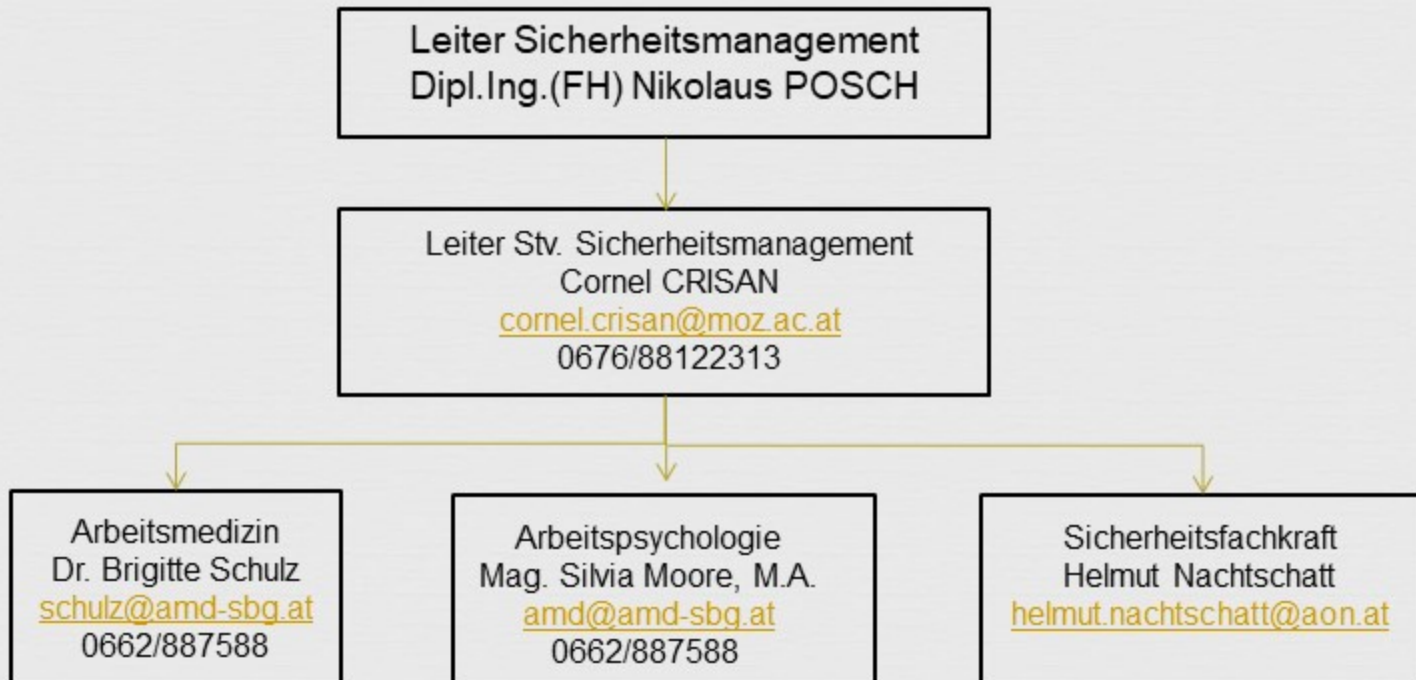 Leiter Sicherheitsmanagement
Dipl.Ing.(FH) Nikolaus POSCH
Leiter Stv. Sicherheitsmanagement
Cornel CRISAN
cornel.crisan@moz.ac.at
0676/88122313
Arbeitsmedizin
Dr. Brigitte Schulz
schulz@amd-sbg.at
0662/887588
Arbeitspsychologie
Mag. Silvia Moore, M.A.
amd@amd-sbg.at
0662/887588
Sicherheitsfachkraft
Helmut Nachtschatt
helmut.nachtschatt@aon.at